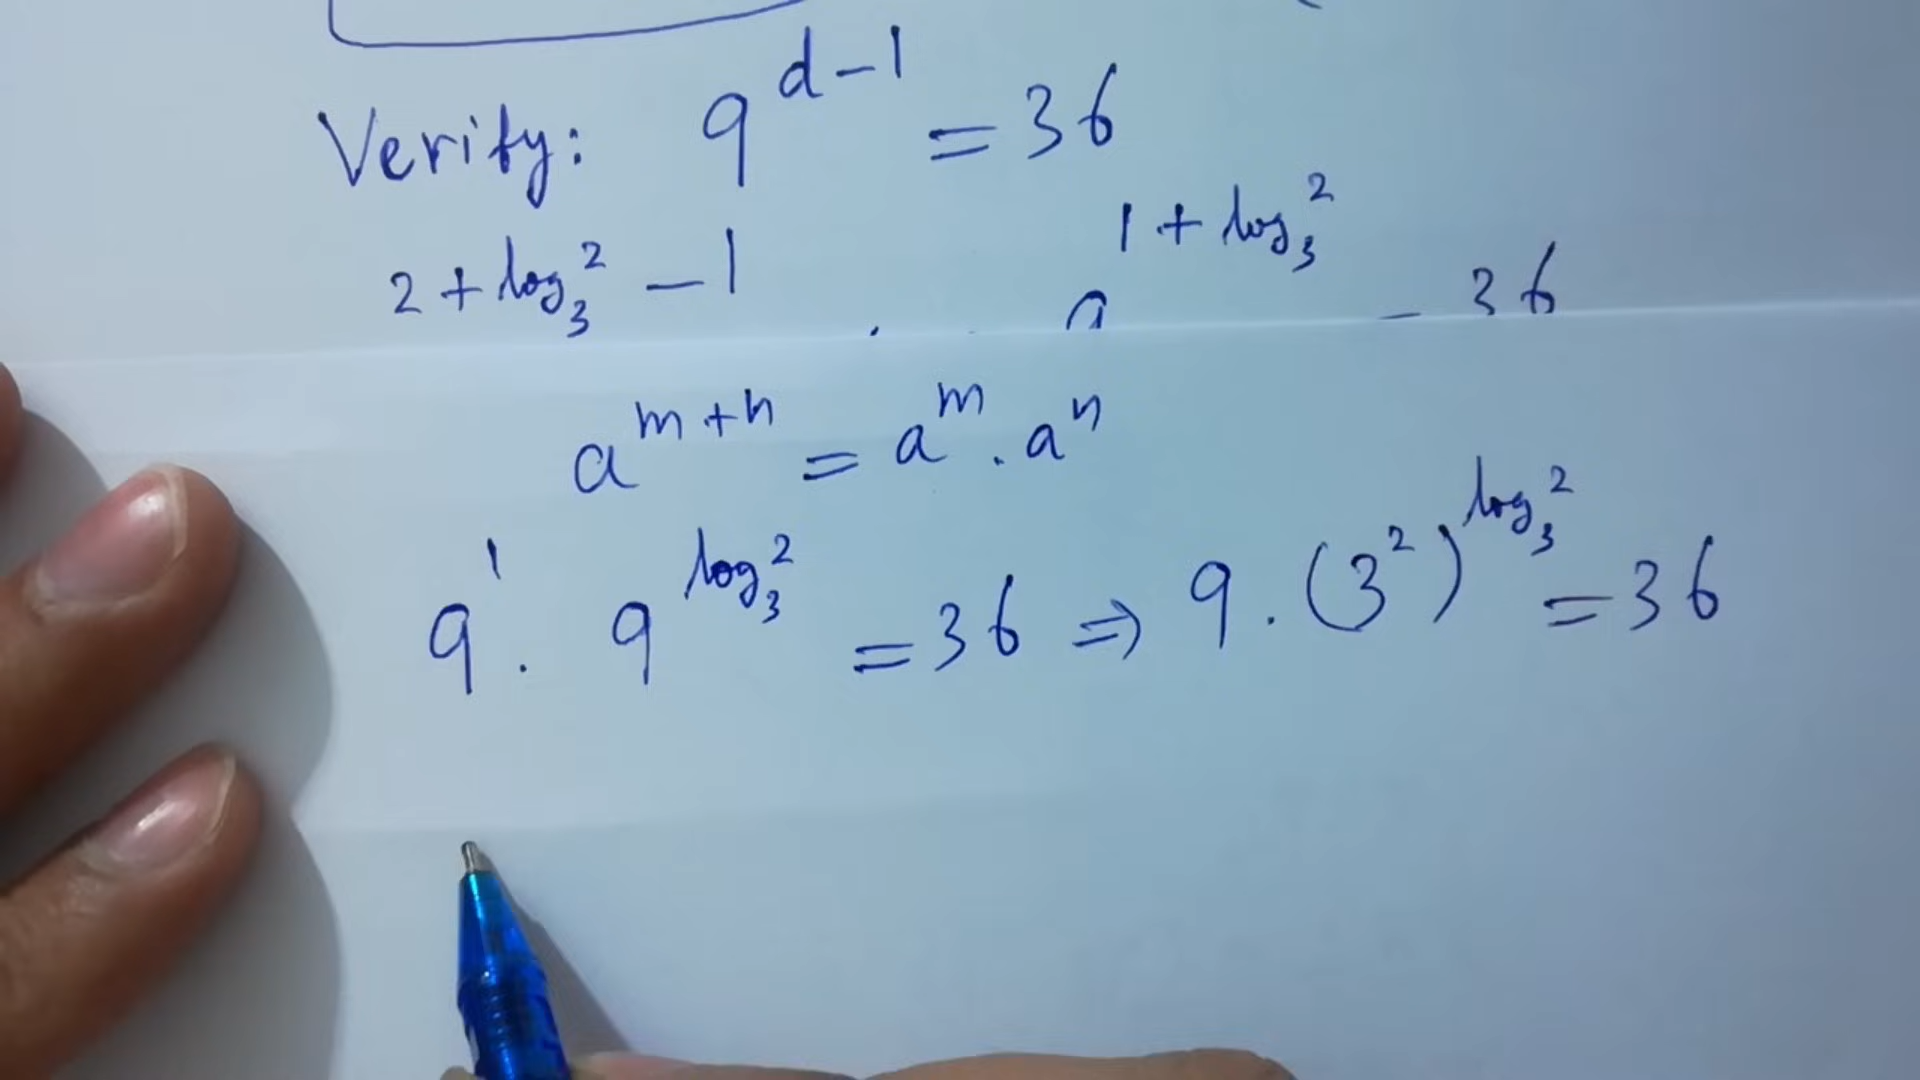 Verify: 9^{d-1} = 36
2 + log_3^2 - 1 1 + log_3^2
36
a^{m+n} = a^m . a^n
9^1 . 9^{log_3^2} = 36 ⇒ 9 . (3^2)^{log_3^2} = 36